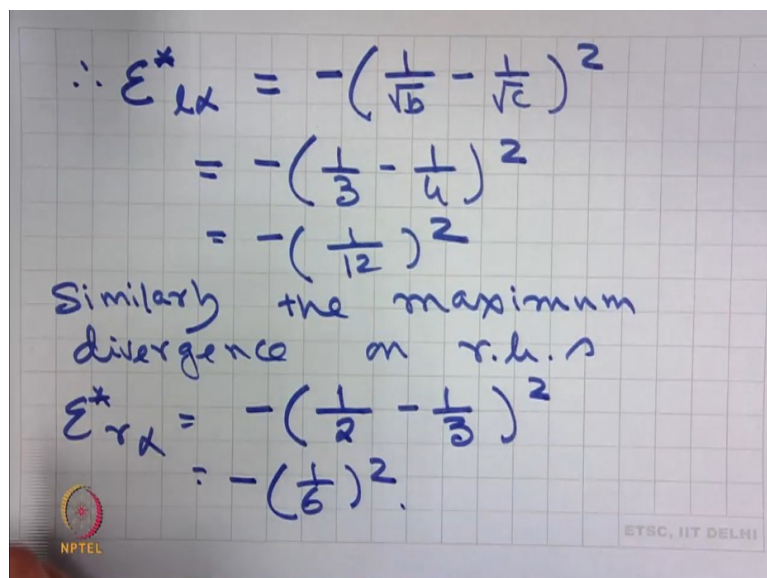 ∴ ε*lα = -(1/√b - 1/√c)²
= -(1/3 - 1/4)²
= -(1/12)²
Similarly the maximum
divergence on r.h.s
ε*rα = -(1/2 - 1/3)²
= -(1/6)².
ETSC, IIT DELHI
NPTEL